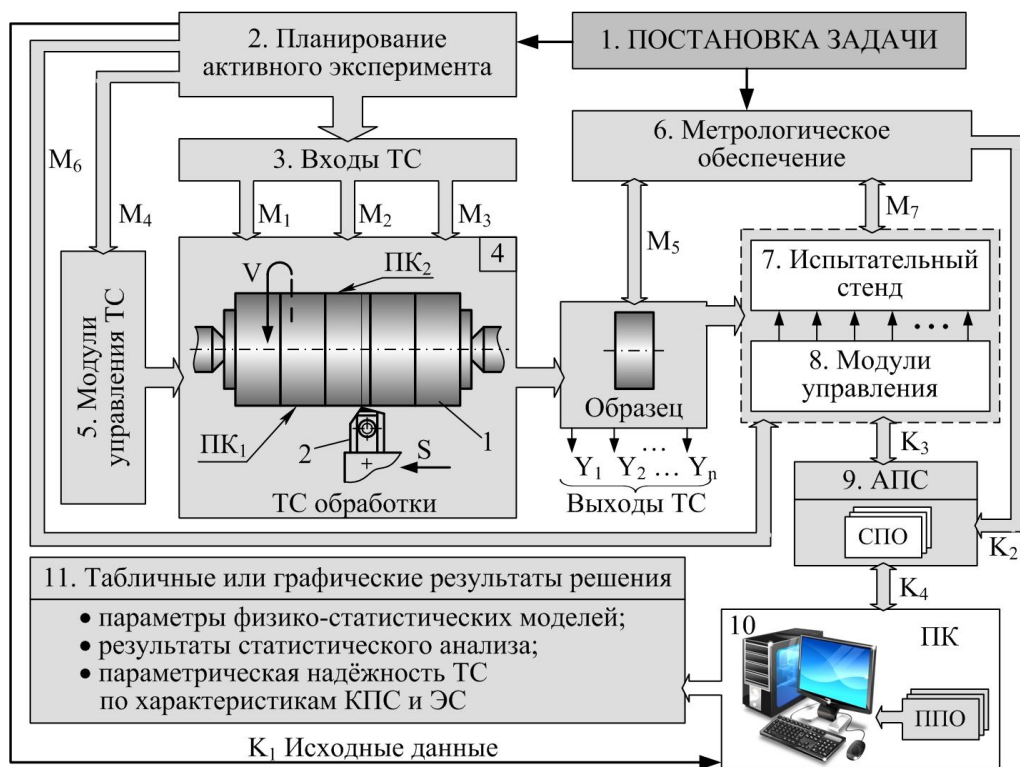 1. ПОСТАНОВКА ЗАДАЧИ
2. Планирование
активного эксперимента
3. Входы ТС
6. Метрологическое
обеспечение
M6
M4
M1
M2
M3
M5
M7
4
V
ПК2
ПК1
2
1
S
ТС обработки
5. Модули
управления ТС
Образец
...
Y1 Y2 ... Yn
Выходы ТС
7. Испытательный
стенд
...
8. Модули
управления
K3
9. АПС
СПО
K2
K4
11. Табличные или графические результаты решения
• параметры физико-статистических моделей;
• результаты статистического анализа;
• параметрическая надёжность ТС
по характеристикам КПС и ЭС
10
ПК
ППО
K1 Исходные данные